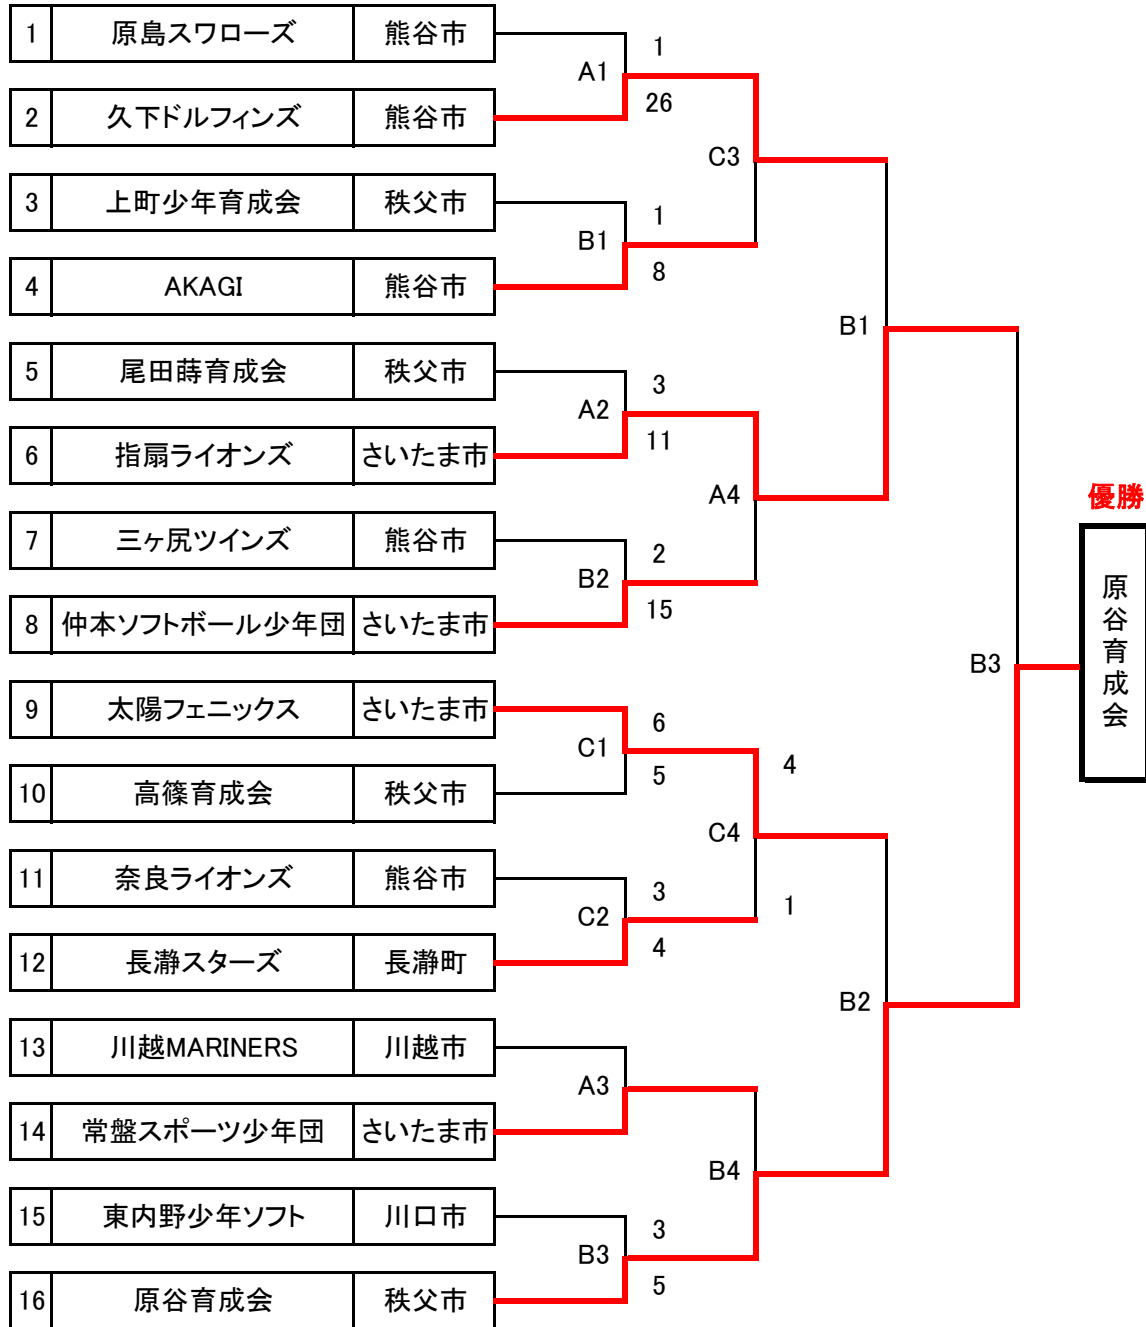 1 原島スワローズ 熊谷市
1
A1
26
2 久下ドルフィンズ 熊谷市
C3
3 上町少年育成会 秩父市
1
B1
8
4 AKAGI 熊谷市
B1
5 尾田蒔育成会 秩父市
3
A2
11
6 指扇ライオンズ さいたま市
A4
優勝
7 三ヶ尻ツインズ 熊谷市
2
B2
15
8 仲本ソフトボール少年団 さいたま市
原谷育成会
B3
9 太陽フェニックス さいたま市
6
C1
5
4
10 高篠育成会 秩父市
C4
11 奈良ライオンズ 熊谷市
3
1
C2
4
12 長瀞スターズ 長瀞町
B2
13 川越MARINERS 川越市
A3
14 常盤スポーツ少年団 さいたま市
B4
15 東内野少年ソフト 川口市
3
B3
5
16 原谷育成会 秩父市